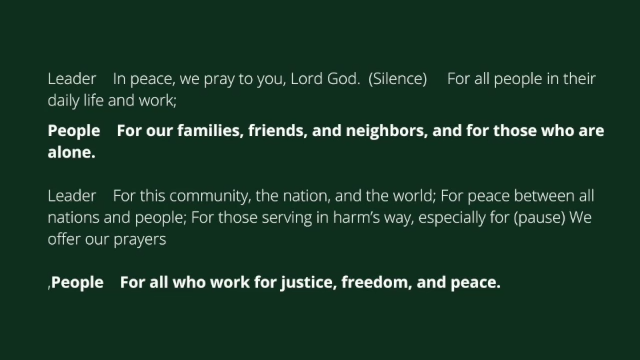 Leader In peace, we pray to you, Lord God. (Silence) For all people in their
daily life and work;
People For our families, friends, and neighbors, and for those who are
alone.
Leader For this community, the nation, and the world; For peace between all
nations and people; For those serving in harm’s way, especially for (pause) We
offer our prayers
,People For all who work for justice, freedom, and peace.